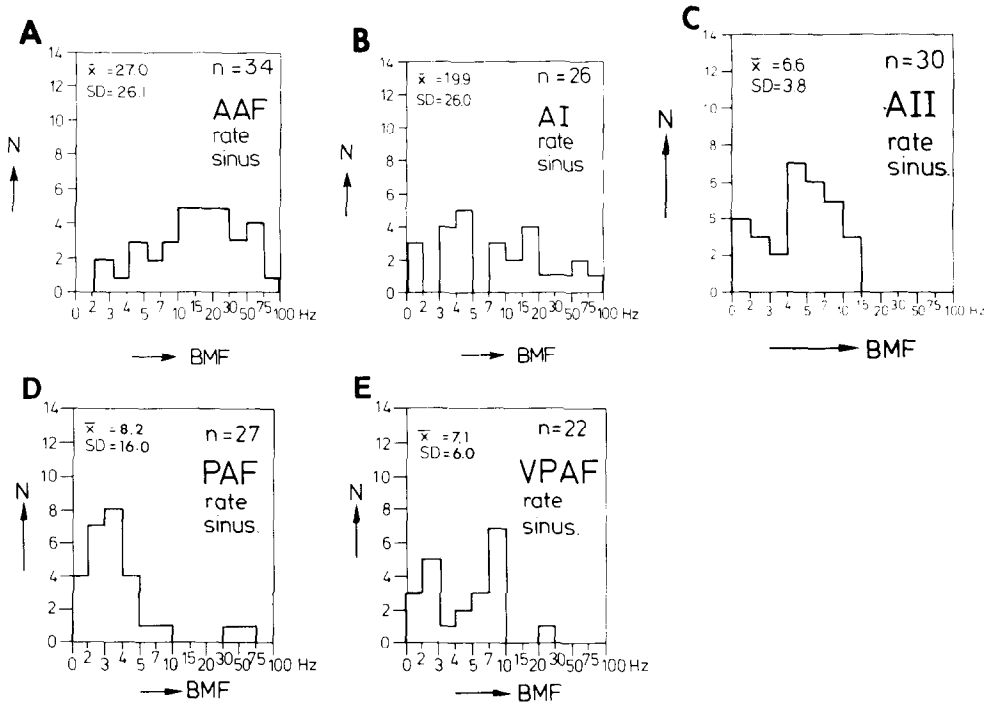 A
14
12
10
8
6
4
2
0
x̄ = 27.0
SD = 26.1
n = 34
AAF
rate
sinus
N
0 2 3 4 5 7 10 15 20 30 50 75 100 Hz
BMF
B
14
12
10
8
6
4
2
0
x̄ = 19.9
SD = 26.0
n = 26
AI
rate
sinus
N
0 2 3 4 5 7 10 15 20 30 50 75 100 Hz
BMF
C
14
13
10
8
6
5
2
0
x̄ = 6.6
SD = 3.8
n = 30
AII
rate
sinus.
N
0 2 3 4 5 7 10 15 20 30 50 75 100 Hz
BMF
D
14
12
10
8
6
4
2
0
x̄ = 8.2
SD = 16.0
n = 27
PAF
rate
sinus.
N
0 2 3 4 5 7 10 15 20 30 50 75 100 Hz
BMF
E
14
12
10
8
6
4
2
0
x̄ = 7.1
SD = 6.0
n = 22
VPAF
rate
sinus.
N
0 2 3 4 5 7 10 15 20 30 50 75 100 Hz
BMF